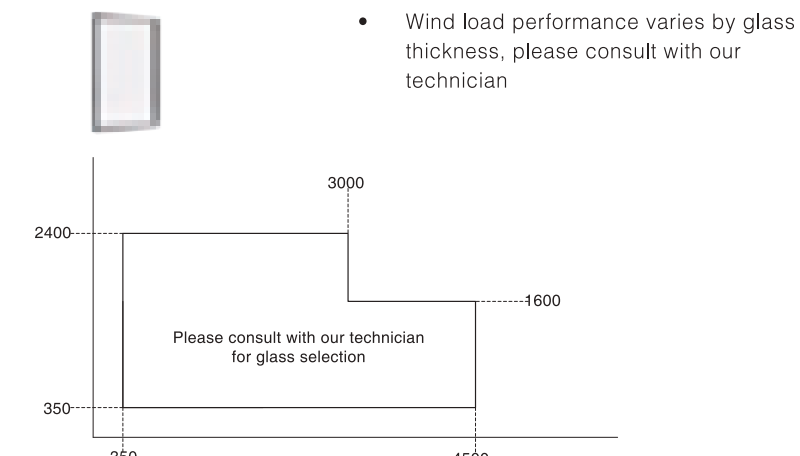 • Wind load performance varies by glass
thickness, please consult with our
technician
3000
2400
1600
Please consult with our technician
for glass selection
350